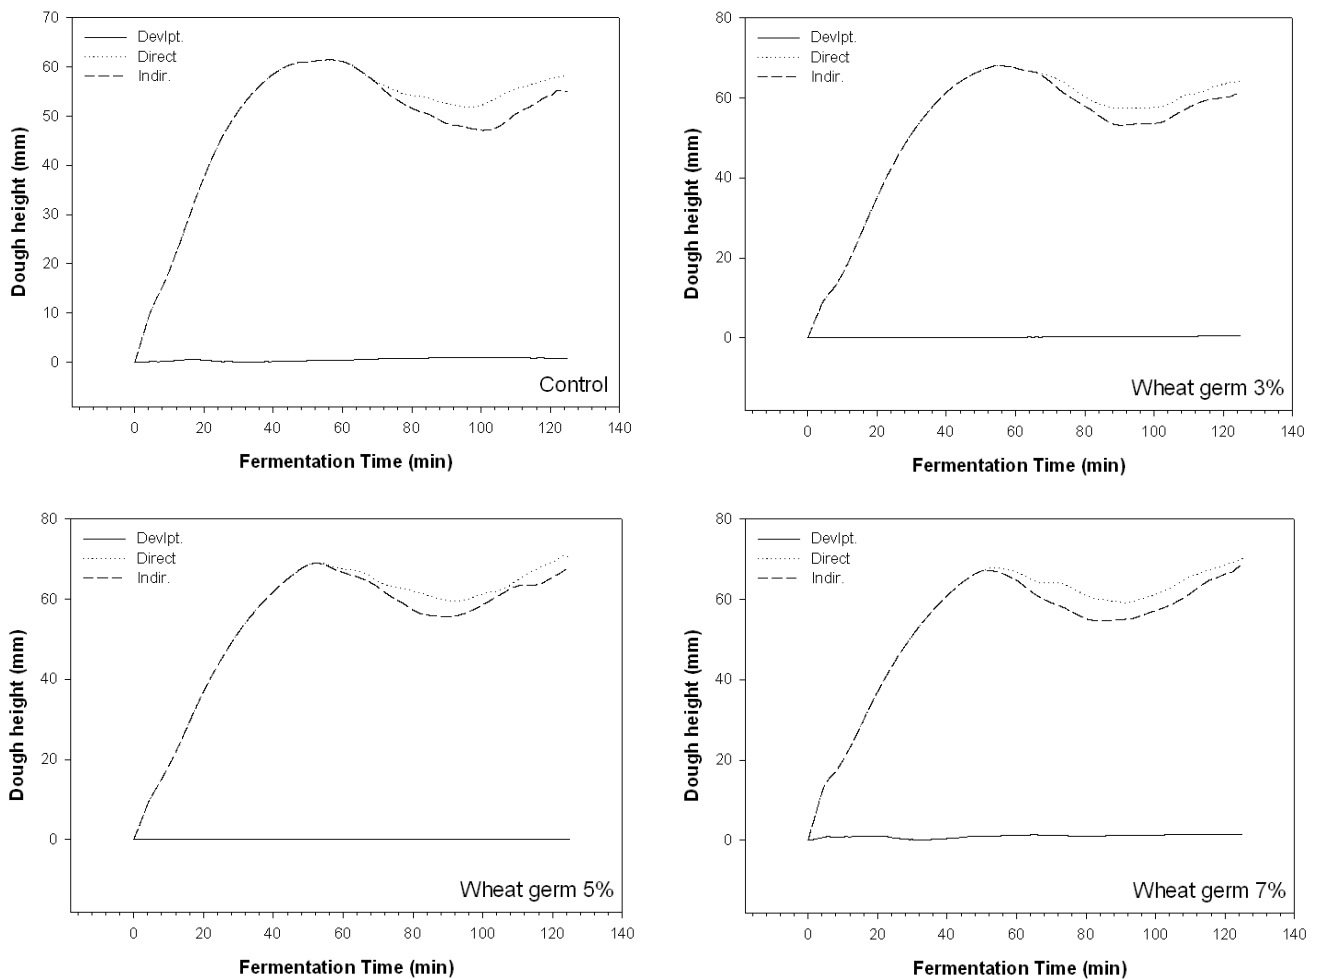 70
60
50
40
30
20
10
0
Dough height (mm)
Devlpt.
Direct
Indir.
Control
0 20 40 60 80 100 120 140
Fermentation Time (min)
80
60
40
20
0
Dough height (mm)
Devlpt.
Direct
Indir.
Wheat germ 3%
0 20 40 60 80 100 120 140
Fermentation Time (min)
80
60
40
20
0
Dough height (mm)
Devlpt.
Direct
Indir.
Wheat germ 5%
0 20 40 60 80 100 120 140
Fermentation Time (min)
80
60
40
20
0
Dough height (mm)
Devlpt.
Direct
Indir.
Wheat germ 7%
0 20 40 60 80 100 120 140
Fermentation Time (min)